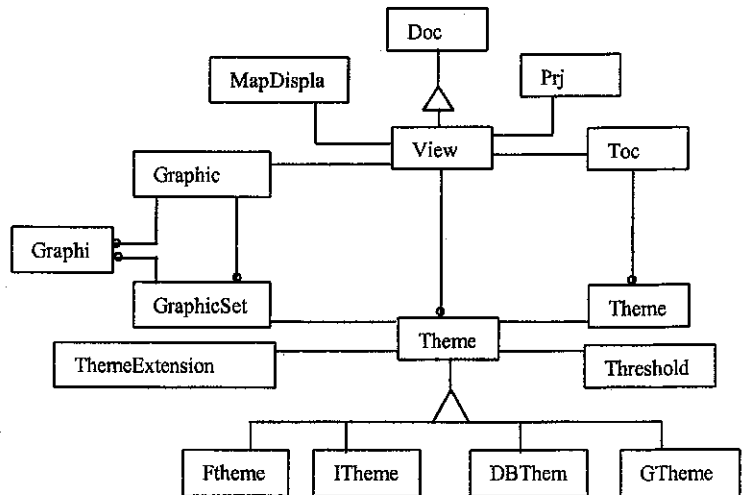 Doc
MapDispla
Prj
View
Toc
Graphic
Graphi
GraphicSet
Theme
Theme
ThemeExtension
Threshold
Ftheme
ITheme
DBThem
GTheme